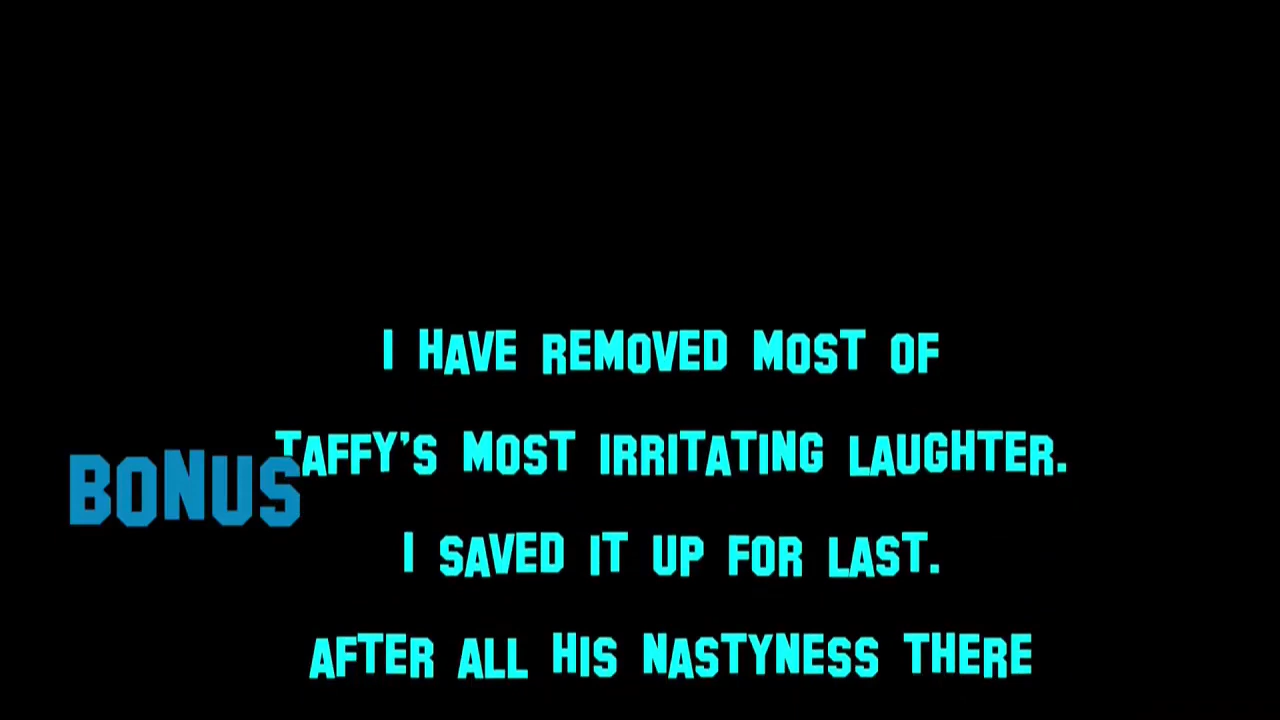 I HAVE REMOVED MOST OF
TAFFY'S MOST IRRITATING LAUGHTER.
BONUS
I SAVED IT UP FOR LAST.
AFTER ALL HIS NASTYNESS THERE